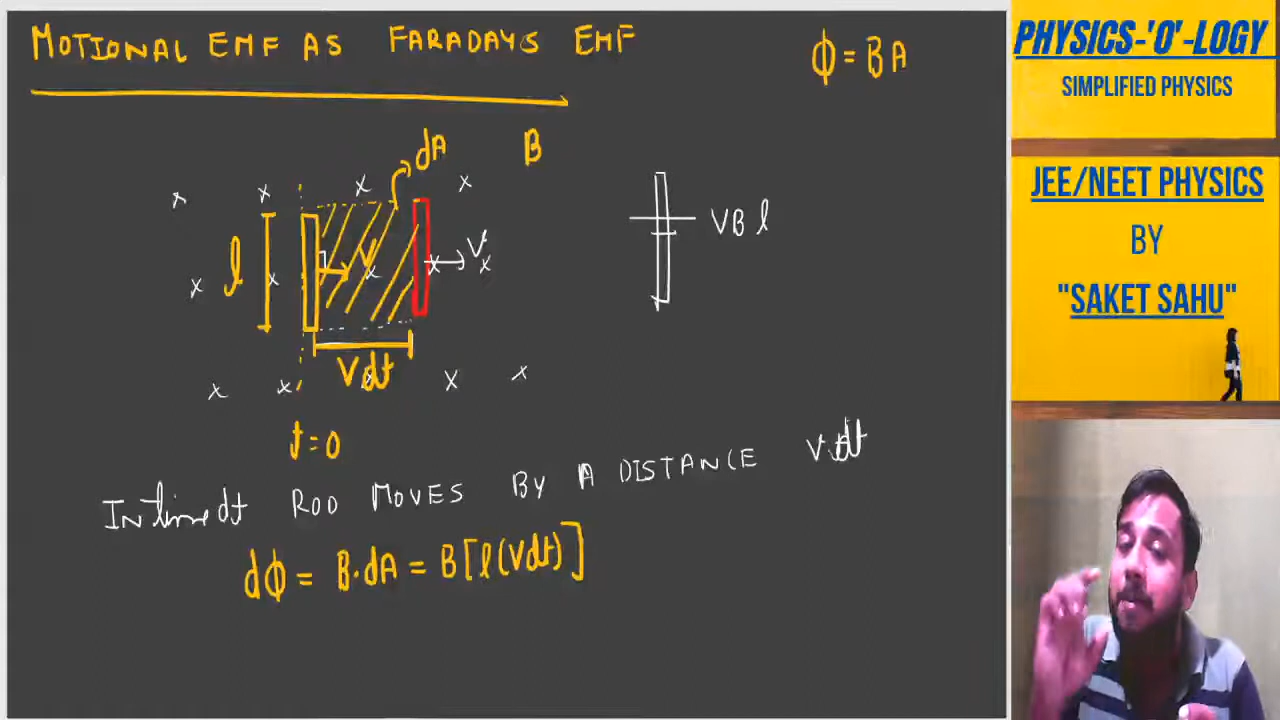 MOTIONAL EMF AS FARADAYS EMF
ϕ = BA
dA
B
l
V
V
Vdt
t=0
VB l
In time dt ROD MOVES BY A DISTANCE Vdt
dϕ = B·dA = B[l(Vdt)]
PHYSICS-'O'-LOGY
SIMPLIFIED PHYSICS
JEE/NEET PHYSICS
BY
"SAKET SAHU"